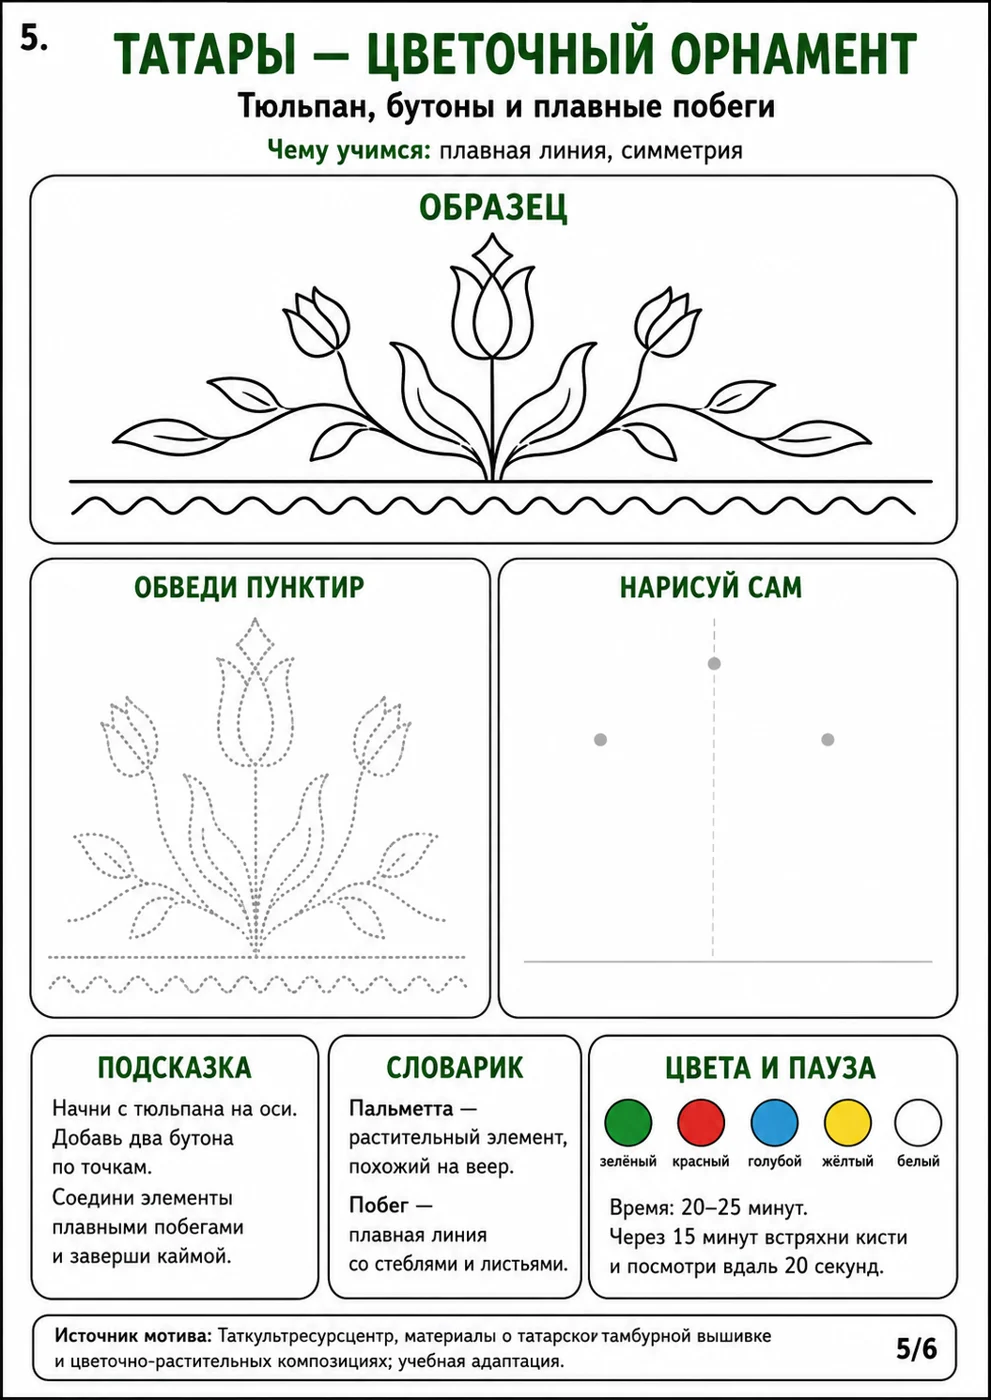 5.
ТАТАРЫ — ЦВЕТОЧНЫЙ ОРНАМЕНТ
Тюльпан, бутоны и плавные побеги
Чему учимся: плавная линия, симметрия
ОБРАЗЕЦ
ОБВЕДИ ПУНКТИР
НАРИСУЙ САМ
ПОДСКАЗКА
Начни с тюльпана на оси.
Добавь два бутона
по точкам.
Соедини элементы
плавными побегами
и заверши каймой.
СЛОВАРИК
Пальметта —
растительный элемент,
похожий на веер.
Побег —
плавная линия
со стеблями и листьями.
ЦВЕТА И ПАУЗА
зелёный красный голубой жёлтый белый
Время: 20–25 минут.
Через 15 минут встряхни кисти
и посмотри вдаль 20 секунд.
Источник мотива: Таткультресурсцентр, материалы о татарской тамбурной вышивке
и цветочно-растительных композициях; учебная адаптация.
5/6